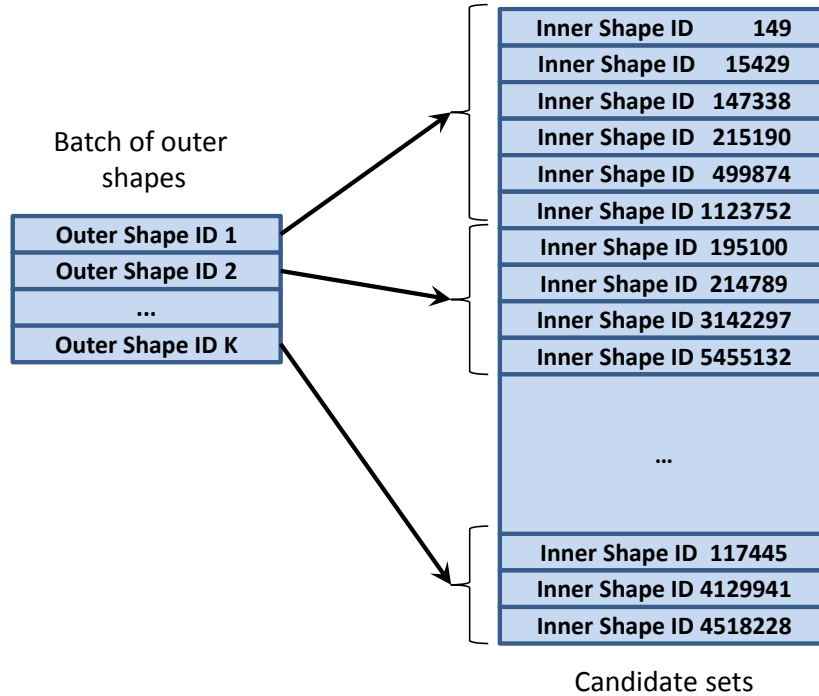 Batch of outer
shapes
Outer Shape ID 1
Outer Shape ID 2
...
Outer Shape ID K
Inner Shape ID 149
Inner Shape ID 15429
Inner Shape ID 147338
Inner Shape ID 215190
Inner Shape ID 499874
Inner Shape ID 1123752
Inner Shape ID 195100
Inner Shape ID 214789
Inner Shape ID 3142297
Inner Shape ID 5455132
...
Inner Shape ID 117445
Inner Shape ID 4129941
Inner Shape ID 4518228
Candidate sets